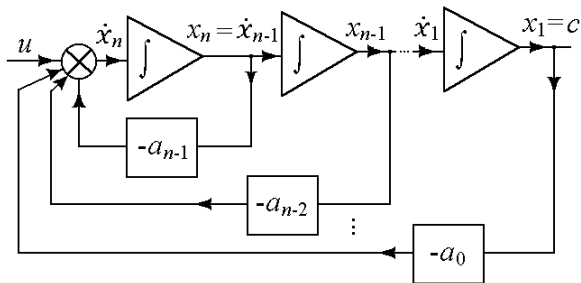 u
ẋₙ
∫
xₙ = ẋₙ₋₁
∫
xₙ₋₁
ẋ₁
∫
x₁ = c
-aₙ₋₁
-aₙ₋₂
⋮
-a₀